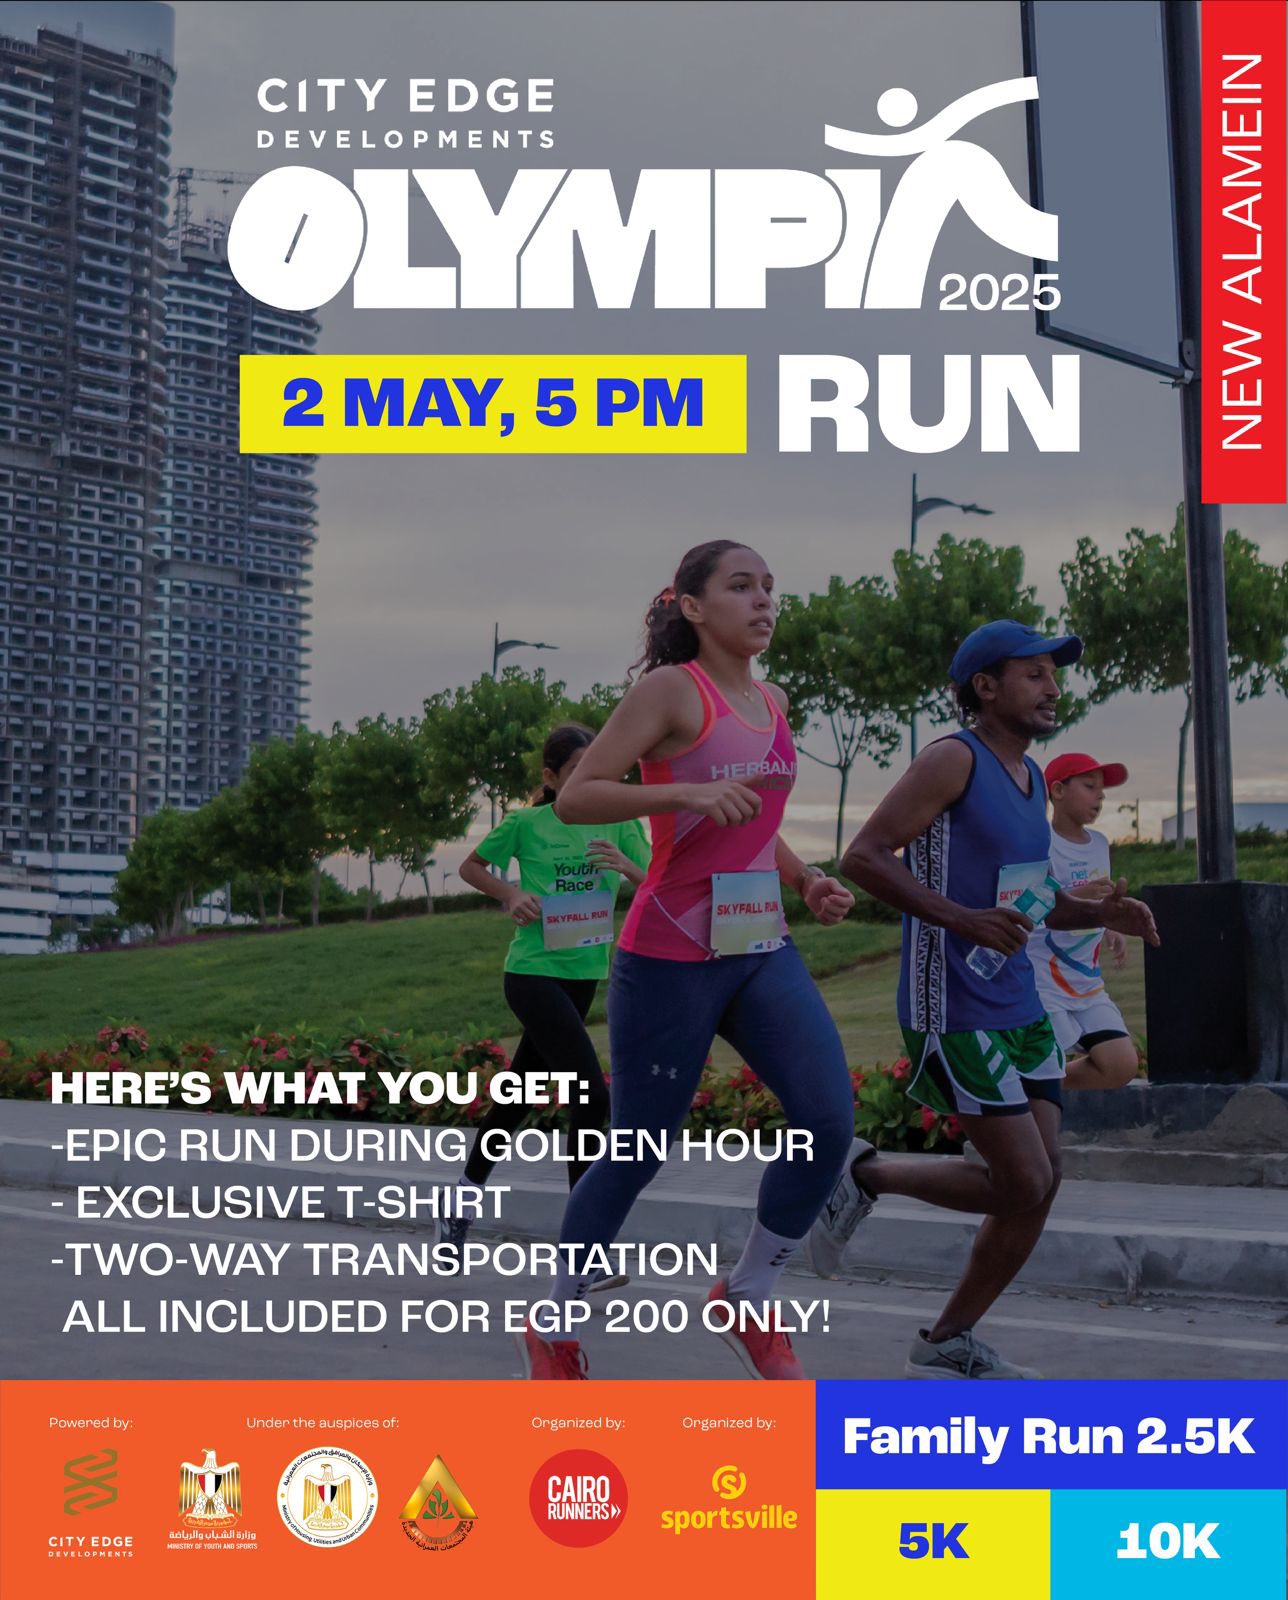 CITY EDGE
DEVELOPMENTS
OLYMPIC
2025
2 MAY, 5 PM
RUN
NEW ALAMEIN
HERBAL
Youth
Race
SKYFALL RUN
SKYFALL RUN
SKYF
net
HERE'S WHAT YOU GET:
-EPIC RUN DURING GOLDEN HOUR
- EXCLUSIVE T-SHIRT
-TWO-WAY TRANSPORTATION
ALL INCLUDED FOR EGP 200 ONLY!
Powered by:
CITY EDGE
DEVELOPMENTS
Under the auspices of:
وزارة الشباب والرياضة
MINISTRY OF YOUTH AND SPORTS
وزارة الإسكان والمرافق والمجتمعات العمرانية
Ministry of Housing, Utilities and Urban Communities
هيئة المجتمعات العمرانية الجديدة
Organized by:
CAIRO
RUNNERS
Organized by:
sportsville
Family Run 2.5K
5K
10K